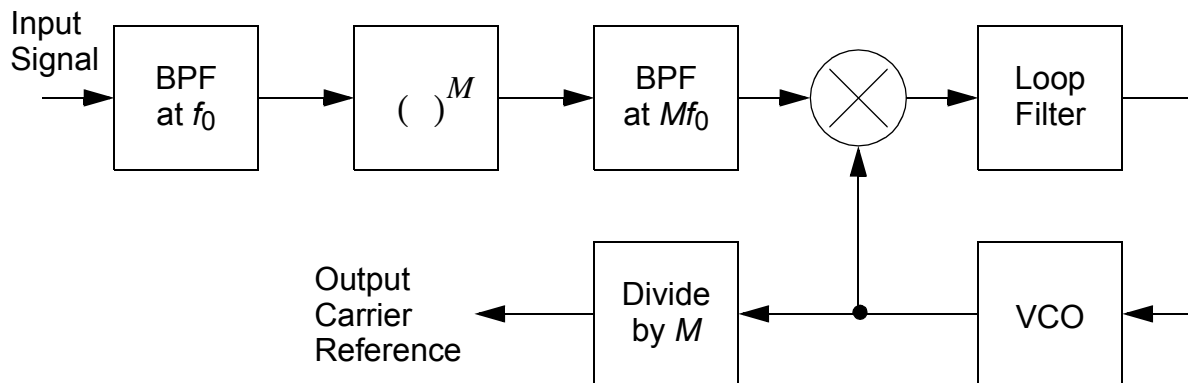 Input
Signal
BPF
at f0
( )^M
BPF
at Mf0
Loop
Filter
Output
Carrier
Reference
Divide
by M
VCO